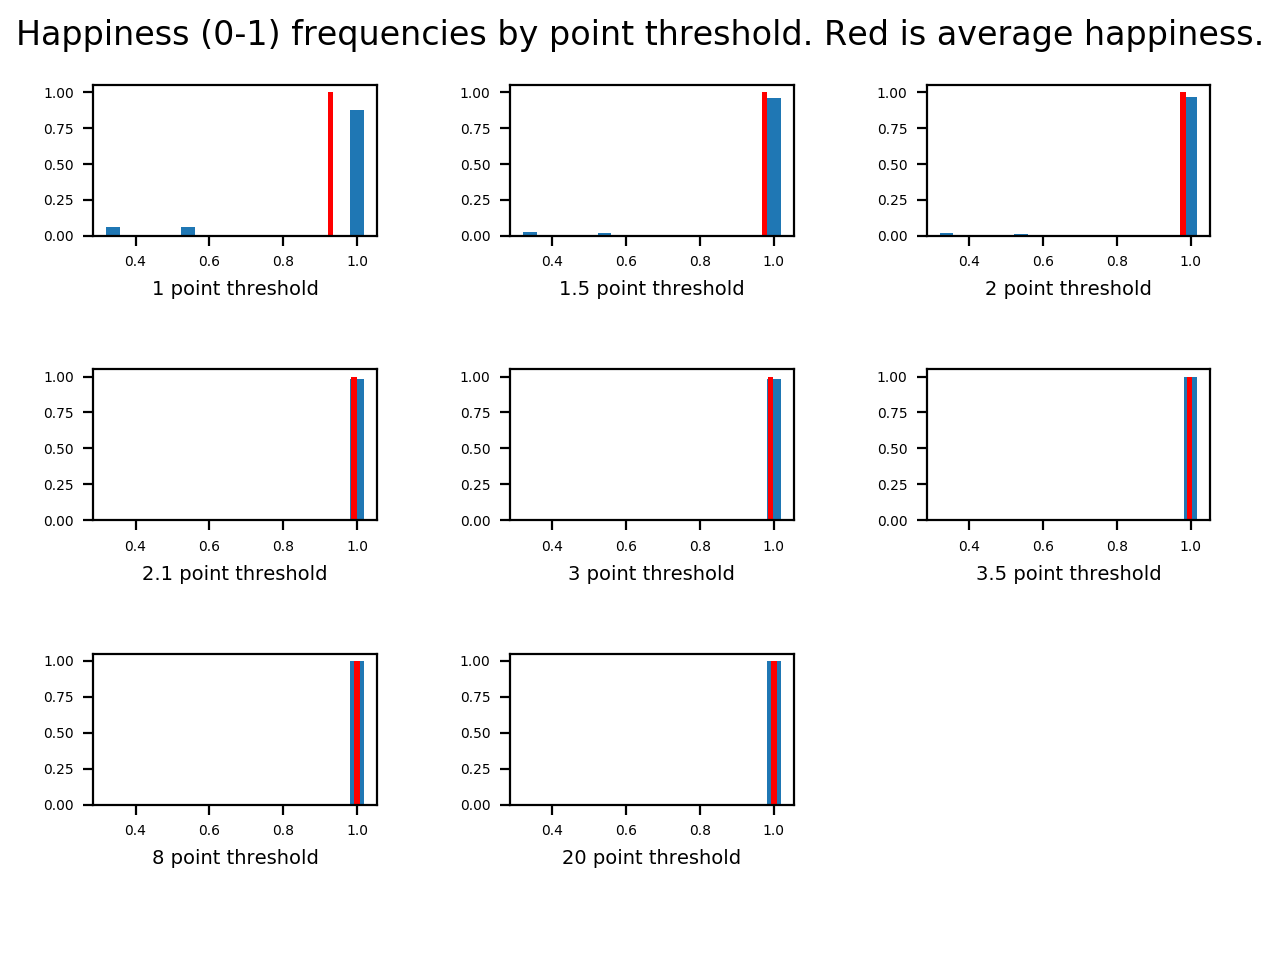 Happiness (0-1) frequencies by point threshold. Red is average happiness.
1.00 1.00 1.00
0.75 0.75 0.75
0.50 0.50 0.50
0.25 0.25 0.25
0.00 0.00 0.00
0.4 0.6 0.8 1.0 0.4 0.6 0.8 1.0 0.4 0.6 0.8 1.0
1 point threshold 1.5 point threshold 2 point threshold
1.00 1.00 1.00
0.75 0.75 0.75
0.50 0.50 0.50
0.25 0.25 0.25
0.00 0.00 0.00
0.4 0.6 0.8 1.0 0.4 0.6 0.8 1.0 0.4 0.6 0.8 1.0
2.1 point threshold 3 point threshold 3.5 point threshold
1.00 1.00
0.75 0.75
0.50 0.50
0.25 0.25
0.00 0.00
0.4 0.6 0.8 1.0 0.4 0.6 0.8 1.0
8 point threshold 20 point threshold